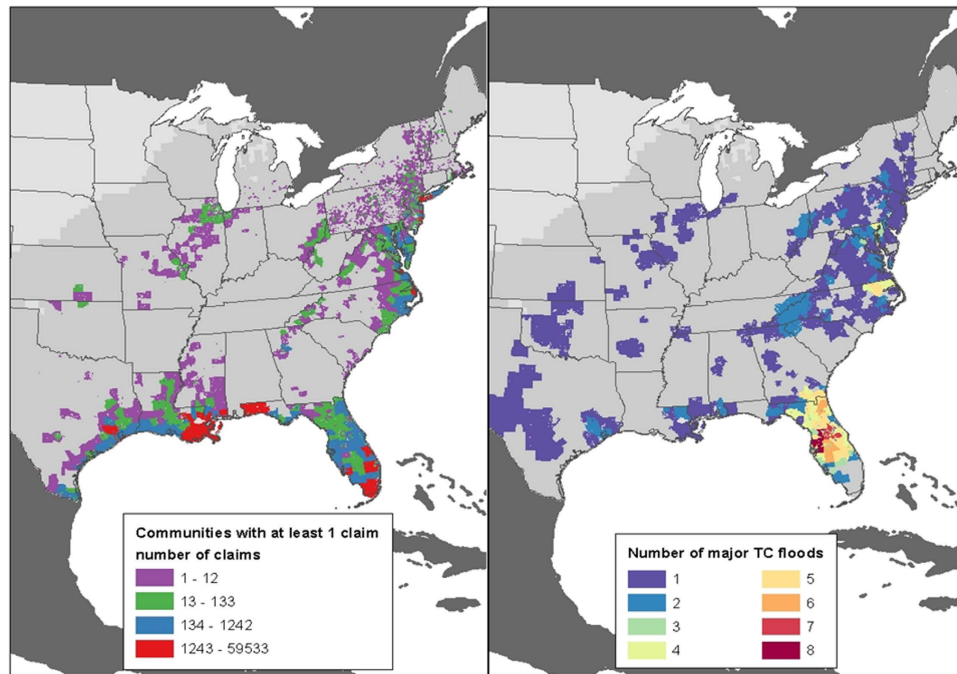 Communities with at least 1 claim
number of claims
1 - 12
13 - 133
134 - 1242
1243 - 59533
Number of major TC floods
1
2
3
4
5
6
7
8